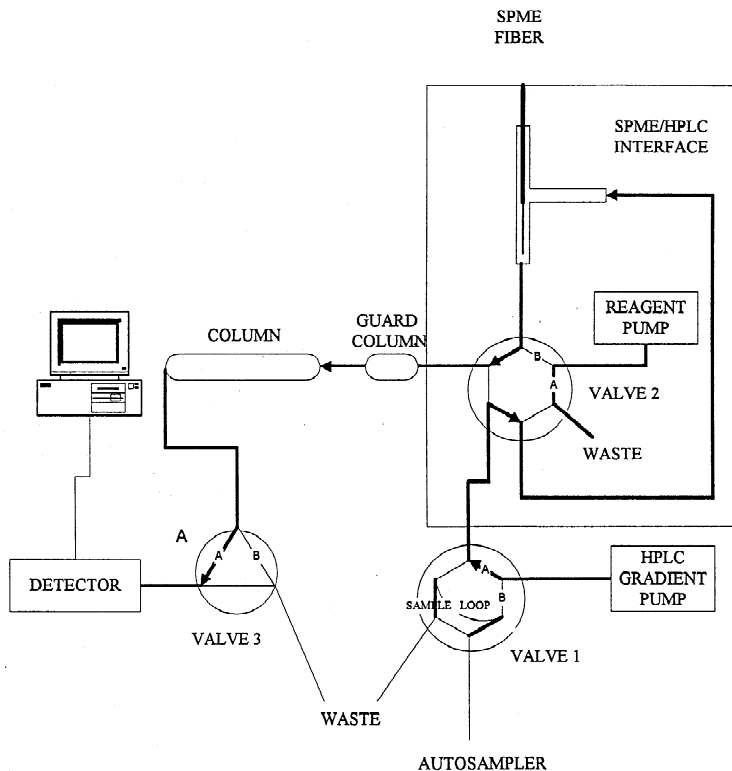 SPME
FIBER
SPME/HPLC
INTERFACE
REAGENT
PUMP
GUARD
COLUMN
COLUMN
B
A
VALVE 2
WASTE
A
A
B
DETECTOR
VALVE 3
A
B
SAMPLE LOOP
HPLC
GRADIENT
PUMP
VALVE 1
WASTE
AUTOSAMPLER